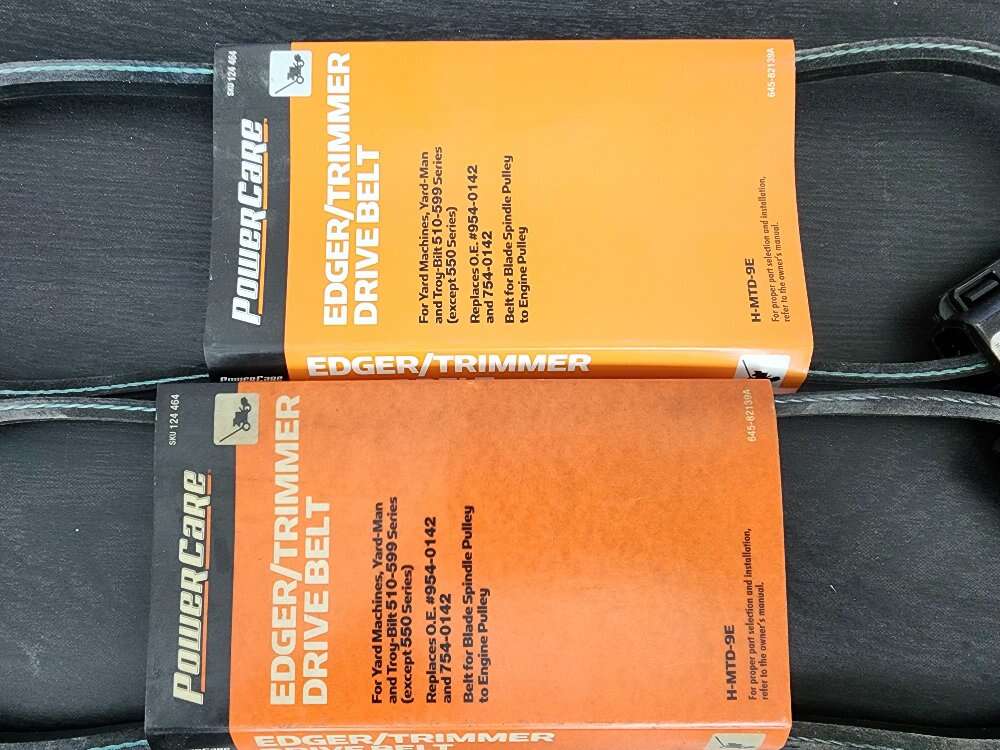 SKU 124 464
PowerCare
EDGER/TRIMMER
DRIVE BELT
For Yard Machines, Yard-Man
and Troy-Bilt 510-599 Series
(except 550 Series)
Replaces O.E. #954-0142
and 754-0142
Belt for Blade Spindle Pulley
to Engine Pulley
645-82139A
H-MTD-9E
For proper part selection and installation,
refer to the owner's manual.
PowerCare
EDGER/TRIMMER
SKU 124 464
PowerCare
EDGER/TRIMMER
DRIVE BELT
For Yard Machines, Yard-Man
and Troy-Bilt 510-599 Series
(except 550 Series)
Replaces O.E. #954-0142
and 754-0142
Belt for Blade Spindle Pulley
to Engine Pulley
645-82139A
H-MTD-9E
For proper part selection and installation,
refer to the owner's manual.
PowerCare
EDGER/TRIMMER
DRIVE BELT